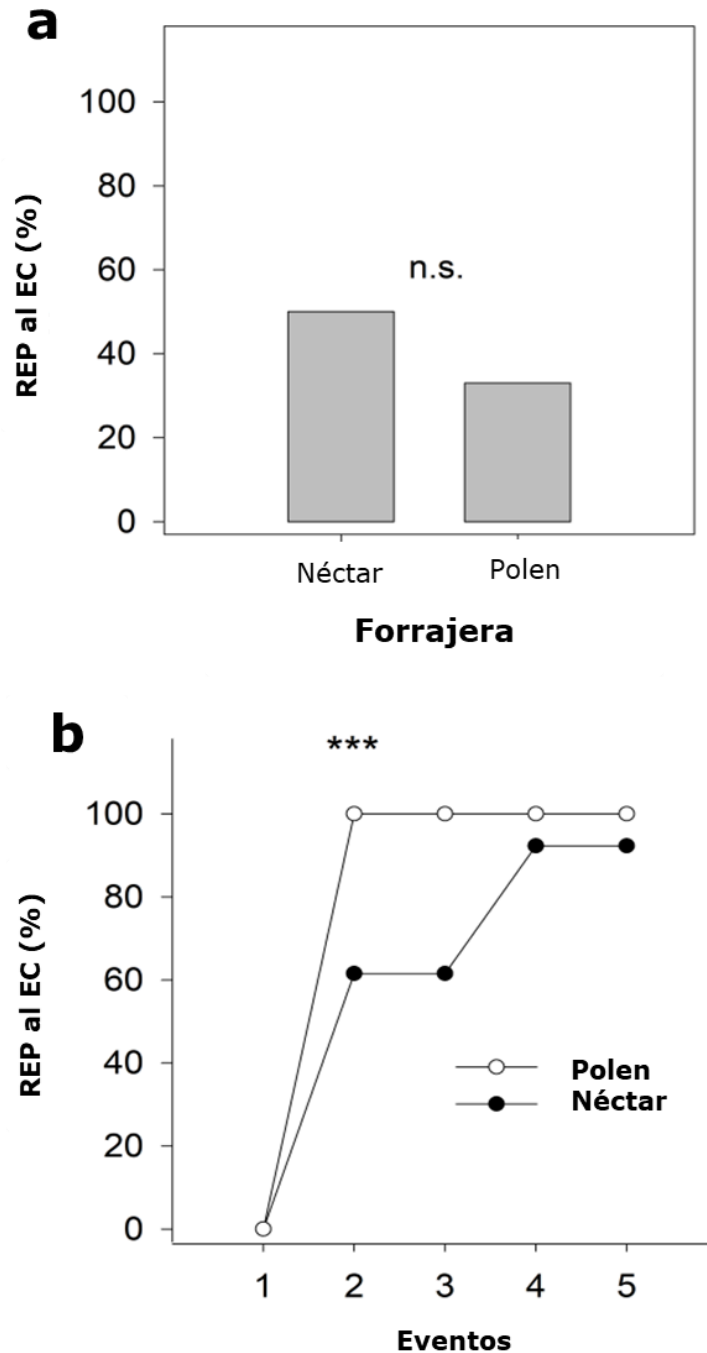 a
REP al EC (%)
100
80
60
40
20
0
n.s.
Néctar Polen
Forrajera
b
***
REP al EC (%)
100
80
60
40
20
0
Polen
Néctar
1 2 3 4 5
Eventos